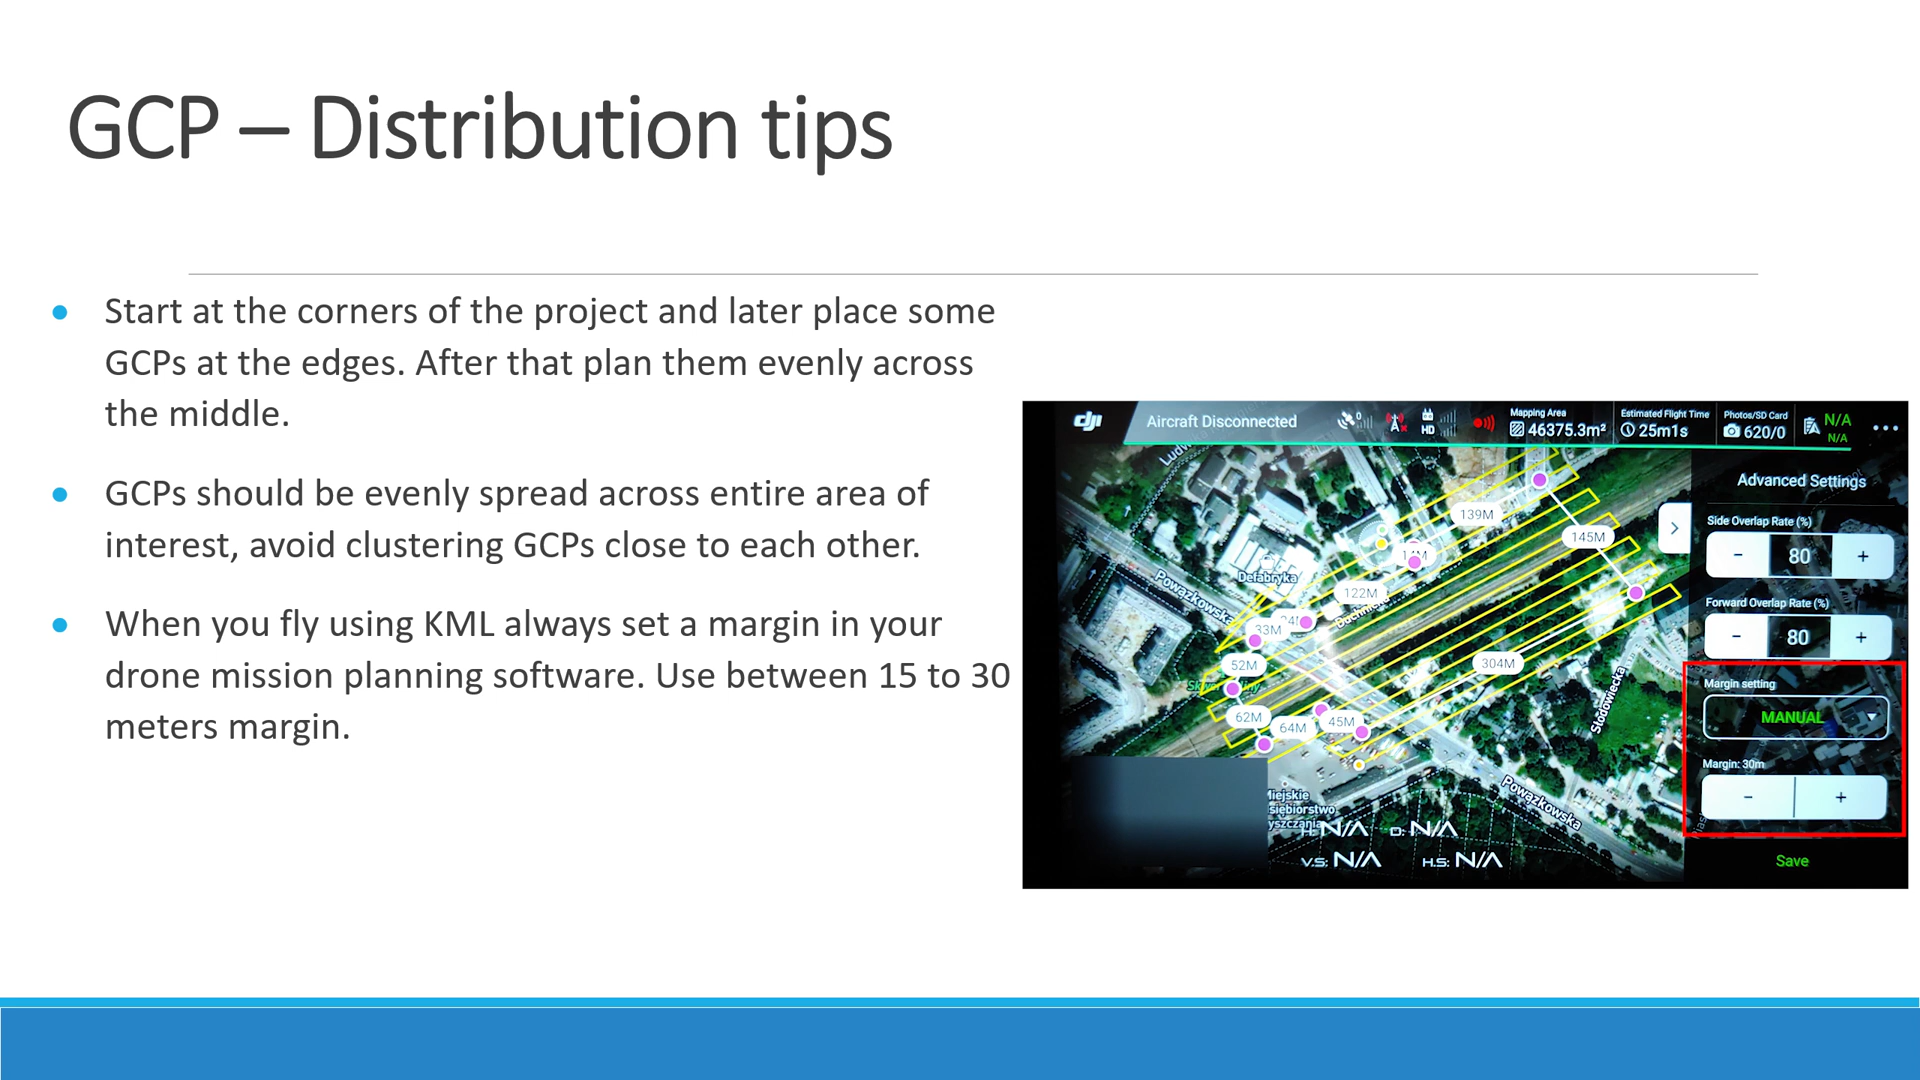 GCP – Distribution tips
Start at the corners of the project and later place some
GCPs at the edges. After that plan them evenly across
the middle.
GCPs should be evenly spread across entire area of
interest, avoid clustering GCPs close to each other.
When you fly using KML always set a margin in your
drone mission planning software. Use between 15 to 30
meters margin.
dji
Aircraft Disconnected
0
HD
Mapping Area
46375.3m²
Estimated Flight Time
25m1s
Photos/SD Card
620/0
N/A
N/A
Advanced Settings
Side Overlap Rate (%)
- 80 +
Forward Overlap Rate (%)
- 80 +
Margin setting
MANUAL
Margin: 30m
- +
Save
139M
145M
Defabryka
Powązkowska
122M
33M
52M
304M
62M
64M
45M
Słodowiecka
Powązkowska
Miejskie
N/A
D: N/A
V.S: N/A
H.S: N/A